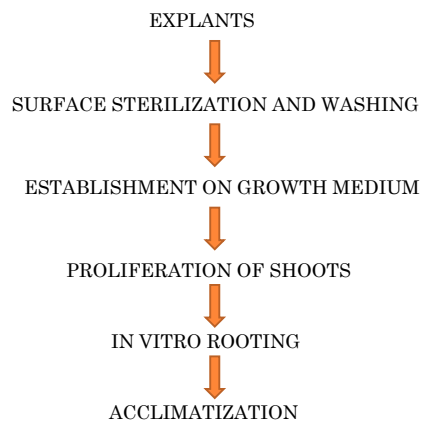 EXPLANTS
SURFACE STERILIZATION AND WASHING
ESTABLISHMENT ON GROWTH MEDIUM
PROLIFERATION OF SHOOTS
IN VITRO ROOTING
ACCLIMATIZATION